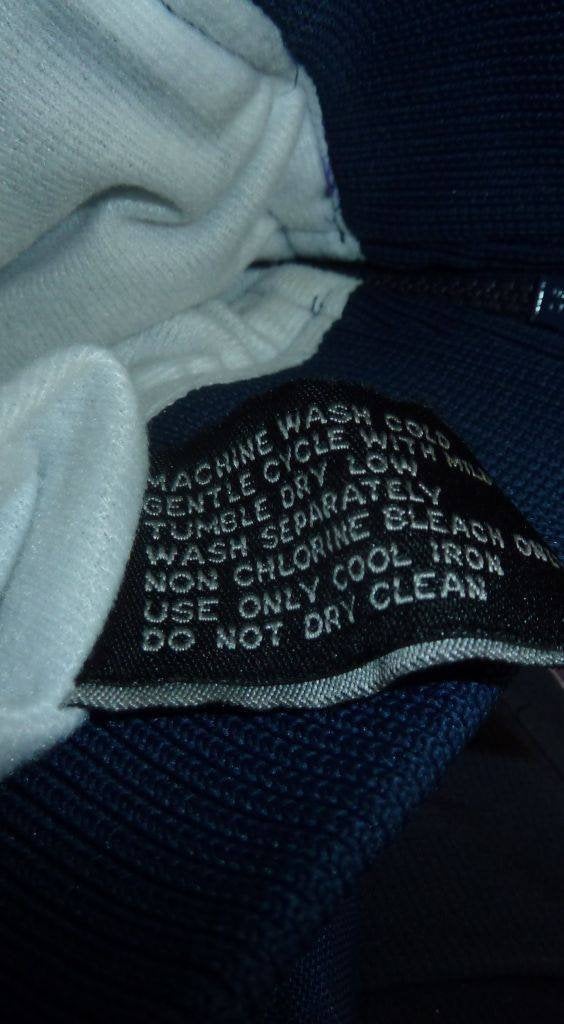 MACHINE WASH COLD
GENTLE CYCLE WITH MILD
TUMBLE DRY LOW
WASH SEPARATELY
NON CHLORINE BLEACH
USE ONLY COOL IRON
DO NOT DRY CLEAN